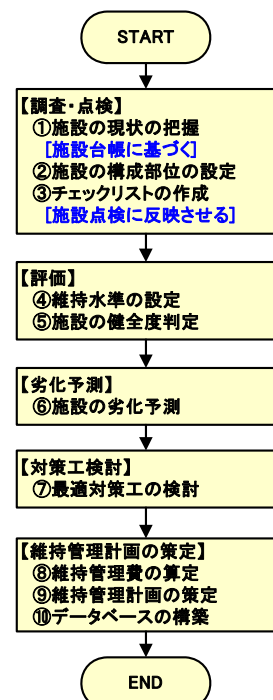 START
【調査・点検】
①施設の現状の把握
[施設台帳に基づく]
②施設の構成部位の設定
③チェックリストの作成
[施設点検に反映させる]
【評価】
④維持水準の設定
⑤施設の健全度判定
【劣化予測】
⑥施設の劣化予測
【対策工検討】
⑦最適対策工の検討
【維持管理計画の策定】
⑧維持管理費の算定
⑨維持管理計画の策定
⑩データベースの構築
END